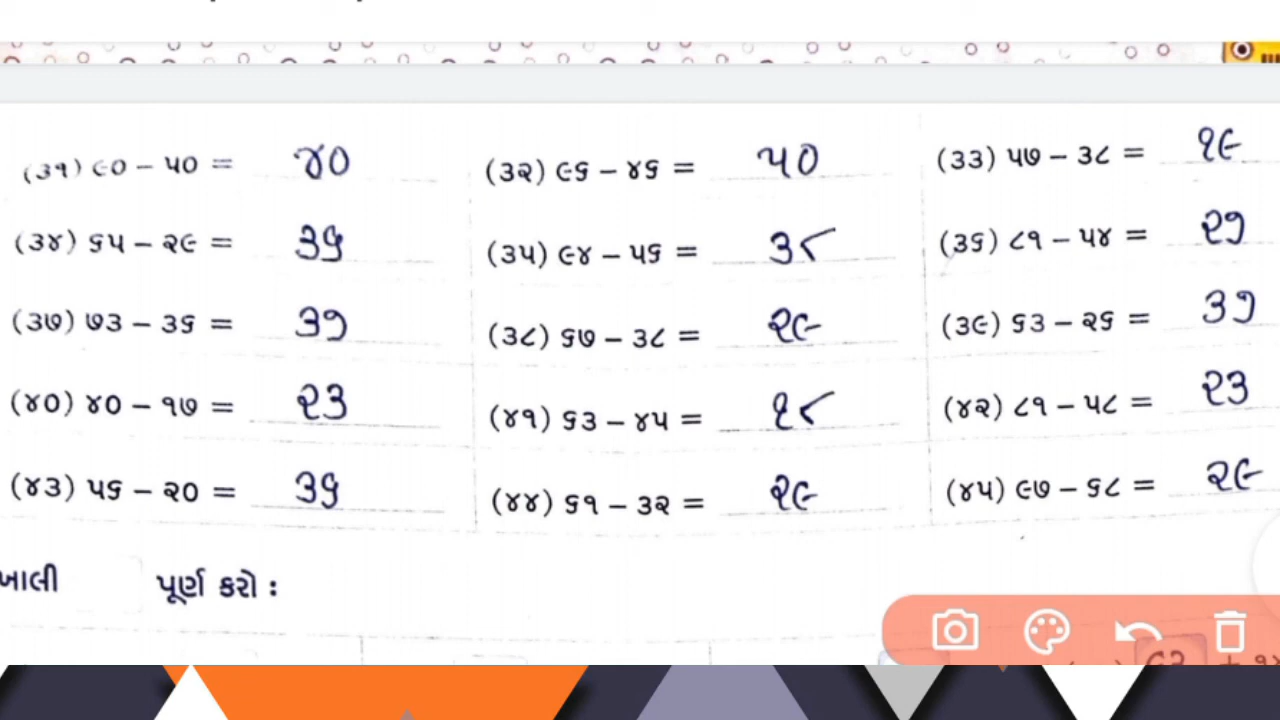 (૩૧) ૯૦ – ૫૦ = ૪૦ (૩૨) ૯૬ – ૪૬ = ૫૦ (૩૩) ૫૭ – ૩૮ = ૧૯
(૩૪) ૬૫ – ૨૯ = ૩૬ (૩૫) ૯૪ – ૫૬ = ૩૮ (૩૬) ૮૧ – ૫૪ = ૨૭
(૩૭) ૭૩ – ૩૬ = ૩૭ (૩૮) ૬૭ – ૩૮ = ૨૯ (૩૯) ૬૩ – ૨૬ = ૩૭
(૪૦) ૪૦ – ૧૭ = ૨૩ (૪૧) ૬૩ – ૪૫ = ૧૮ (૪૨) ૮૧ – ૫૮ = ૨૩
(૪૩) ૫૬ – ૨૦ = ૩૬ (૪૪) ૬૧ – ૩૨ = ૨૯ (૪૫) ૯૭ – ૬૮ = ૨૯
ખાલી પૂર્ણ કરો :